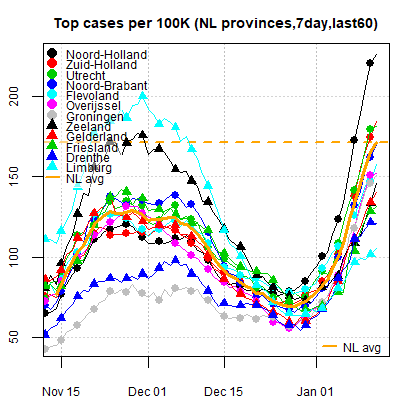 Top cases per 100K (NL provinces,7day,last60)
Noord-Holland
Zuid-Holland
Utrecht
Noord-Brabant
Flevoland
Overijssel
Groningen
Zeeland
Gelderland
Friesland
Drenthe
Limburg
NL avg
200
150
100
50
NL avg
Nov 15 Dec 01 Dec 15 Jan 01